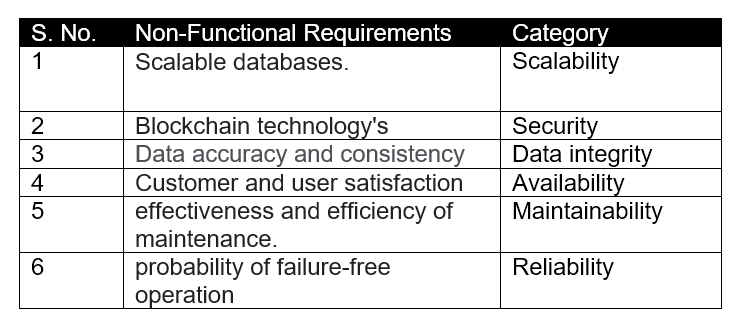 S. No. Non-Functional Requirements Category
1 Scalable databases. Scalability
2 Blockchain technology's Security
3 Data accuracy and consistency Data integrity
4 Customer and user satisfaction Availability
5 effectiveness and efficiency of Maintainability
maintenance.
6 probability of failure-free Reliability
operation